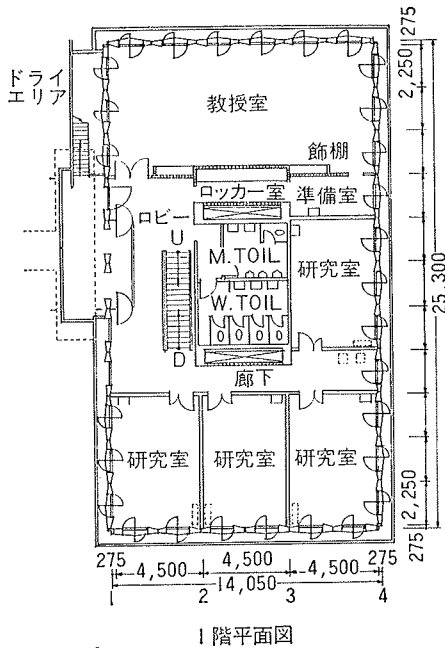 275
2,250
ドライ
エリア
教授室
飾棚
ロッカー室
準備室
ロビー
U
M.TOIL
研究室
W.TOIL
25,300
D
廊下
研究室
研究室
研究室
2,250
275
275
4,500
4,500
4,500
275
14,050
1
2
3
4
1階平面図